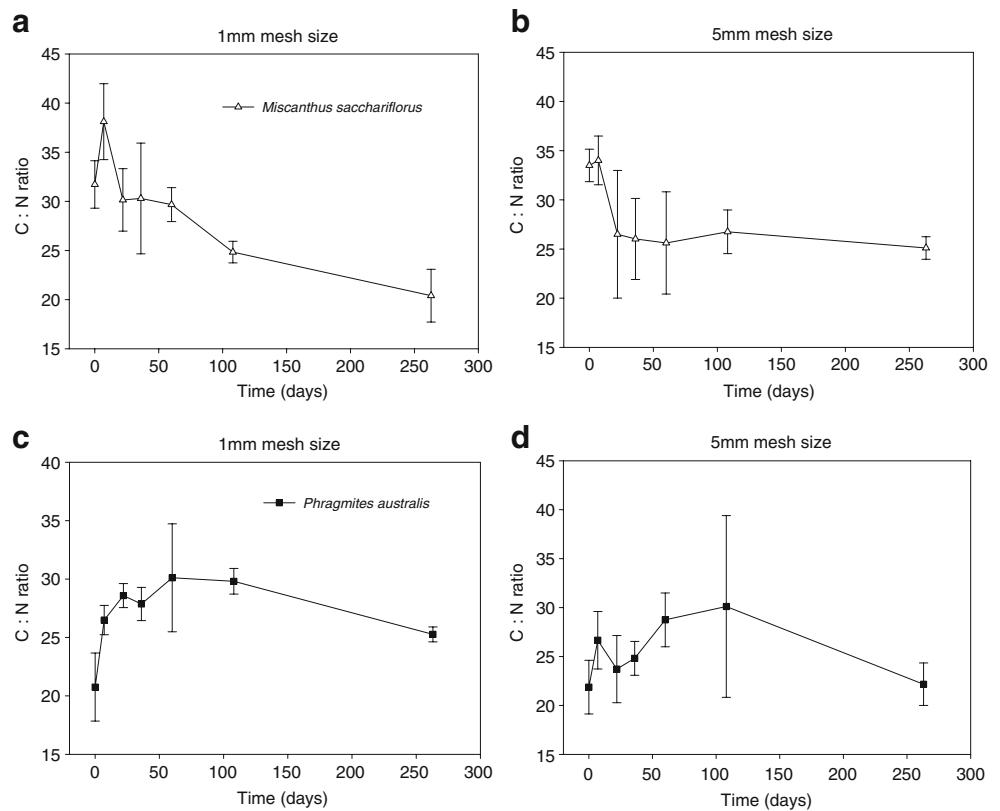 a
1mm mesh size
45
40
35
30
25
20
15
C : N ratio
Miscanthus sacchariflorus
0 50 100 150 200 250 300
Time (days)
b
5mm mesh size
45
40
35
30
25
20
15
C : N ratio
0 50 100 150 200 250 300
Time (days)
c
1mm mesh size
40
35
30
25
20
15
C : N ratio
Phragmites australis
0 50 100 150 200 250 300
Time (days)
d
5mm mesh size
45
40
35
30
25
20
15
C : N ratio
0 50 100 150 200 250 300
Time (days)